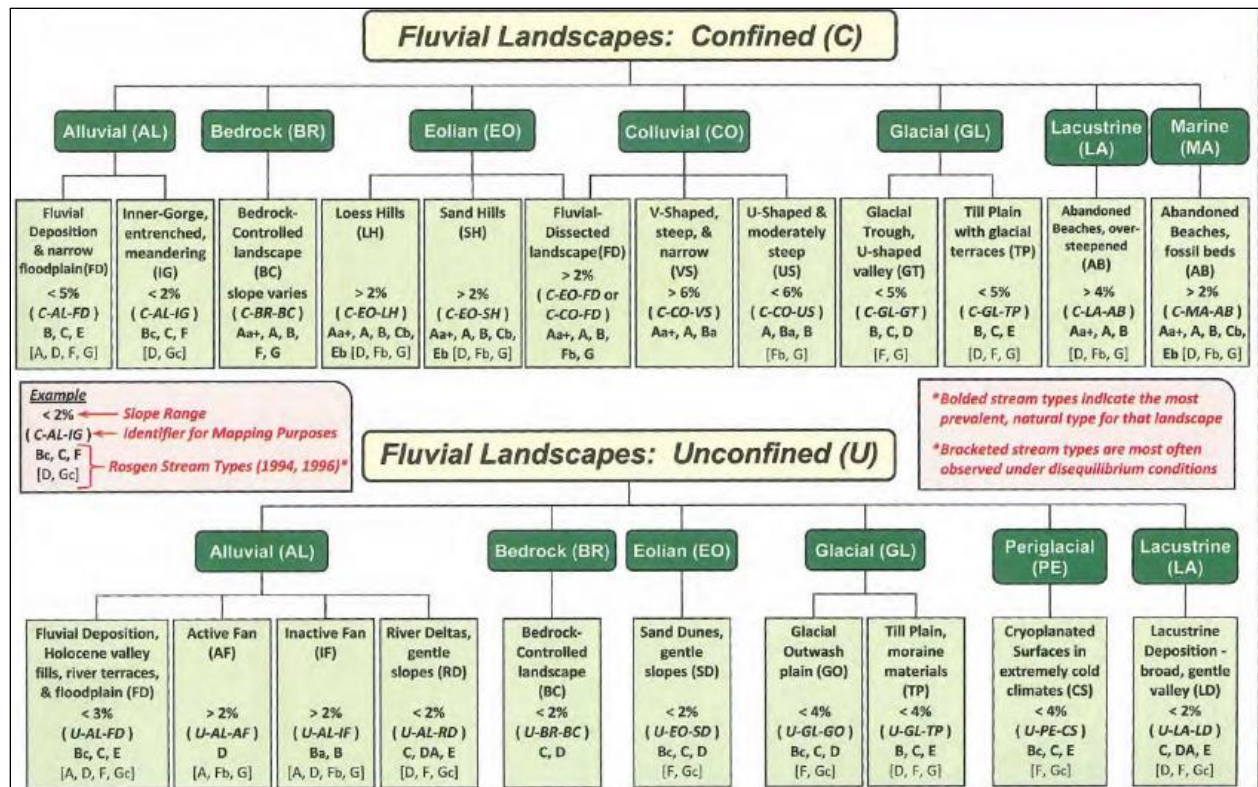 Fluvial Landscapes: Confined (C)
Alluvial (AL)
Bedrock (BR)
Eolian (EO)
Colluvial (CO)
Glacial (GL)
Lacustrine
(LA)
Marine
(MA)
Fluvial
Deposition
& narrow
floodplain(FD)
< 5%
( C-AL-FD)
B, C, E
[A, D, F, G]
Inner-Gorge,
entrenched,
meandering
(IG)
< 2%
( C-AL-IG)
Bc, C, F
[D, Gc]
Bedrock-
Controlled
landscape
(BC)
slope varies
( C-BR-BC)
Aa+, A, B,
F, G
Loess Hills
(LH)
> 2%
( C-EO-LH)
Aa+, A, B, Cb,
Eb [D, Fb, G]
Sand Hills
(SH)
> 2%
( C-EO-SH)
Aa+, A, B, Cb,
Eb [D, Fb, G]
Fluvial-
Dissected
landscape(FD)
> 2%
( C-EO-FD or
C-CO-FD)
Aa+, A, B,
Fb, G
V-Shaped,
steep, &
narrow
(VS)
> 6%
( C-CO-VS)
Aa+, A, Ba
U-Shaped &
moderately
steep
(US)
< 6%
( C-CO-US)
A, Ba, B
[Fb, G]
Glacial
Trough,
U-shaped
valley (GT)
< 5%
( C-GL-GT)
B, C, D
[F, G]
Till Plain
with glacial
terraces (TP)
< 5%
( C-GL-TP)
B, C, E
[D, F, G]
Abandoned
Beaches, over-
steepened
(AB)
> 4%
( C-LA-AB)
Aa+, A, B
[D, Fb, G]
Abandoned
Beaches,
fossil beds
(AB)
> 2%
( C-MA-AB)
Aa+, A, B, Cb,
Eb [D, Fb, G]
Example
< 2% Slope Range
( C-AL-IG) Identifier for Mapping Purposes
Bc, C, F
[D, Gc]
Rosgen Stream Types (1994, 1996)*
*Bolded stream types indicate the most
prevalent, natural type for that landscape
*Bracketed stream types are most often
observed under disequilibrium conditions
Fluvial Landscapes: Unconfined (U)
Alluvial (AL)
Bedrock (BR)
Eolian (EO)
Glacial (GL)
Periglacial
(PE)
Lacustrine
(LA)
Fluvial Deposition,
Holocene valley
fills, river terraces,
& floodplain (FD)
< 3%
( U-AL-FD)
Bc, C, E
[A, D, F, Gc]
Active Fan
(AF)
> 2%
( U-AL-AF)
D
[A, Fb, G]
Inactive Fan
(IF)
> 2%
( U-AL-IF)
Ba, B
[A, D, Fb, G]
River Deltas,
gentle
slopes (RD)
< 2%
( U-AL-RD)
C, DA, E
[D, F, Gc]
Bedrock-
Controlled
landscape
(BC)
< 2%
( U-BR-BC)
C, D
Sand Dunes,
gentle
slopes (SD)
< 2%
( U-EO-SD)
Bc, C, D
[F, Gc]
Glacial
Outwash
plain (GO)
< 4%
( U-GL-GO)
Bc, C, D
[F, Gc]
Till Plain,
moraine
materials
(TP)
< 4%
( U-GL-TP)
B, C, E
[D, F, G]
Cryoplanated
Surfaces in
extremely cold
climates (CS)
< 4%
( U-PE-CS)
Bc, C, E
[F, Gc]
Lacustrine
Deposition -
broad, gentle
valley (LD)
< 2%
( U-LA-LD)
C, DA, E
[D, F, Gc]